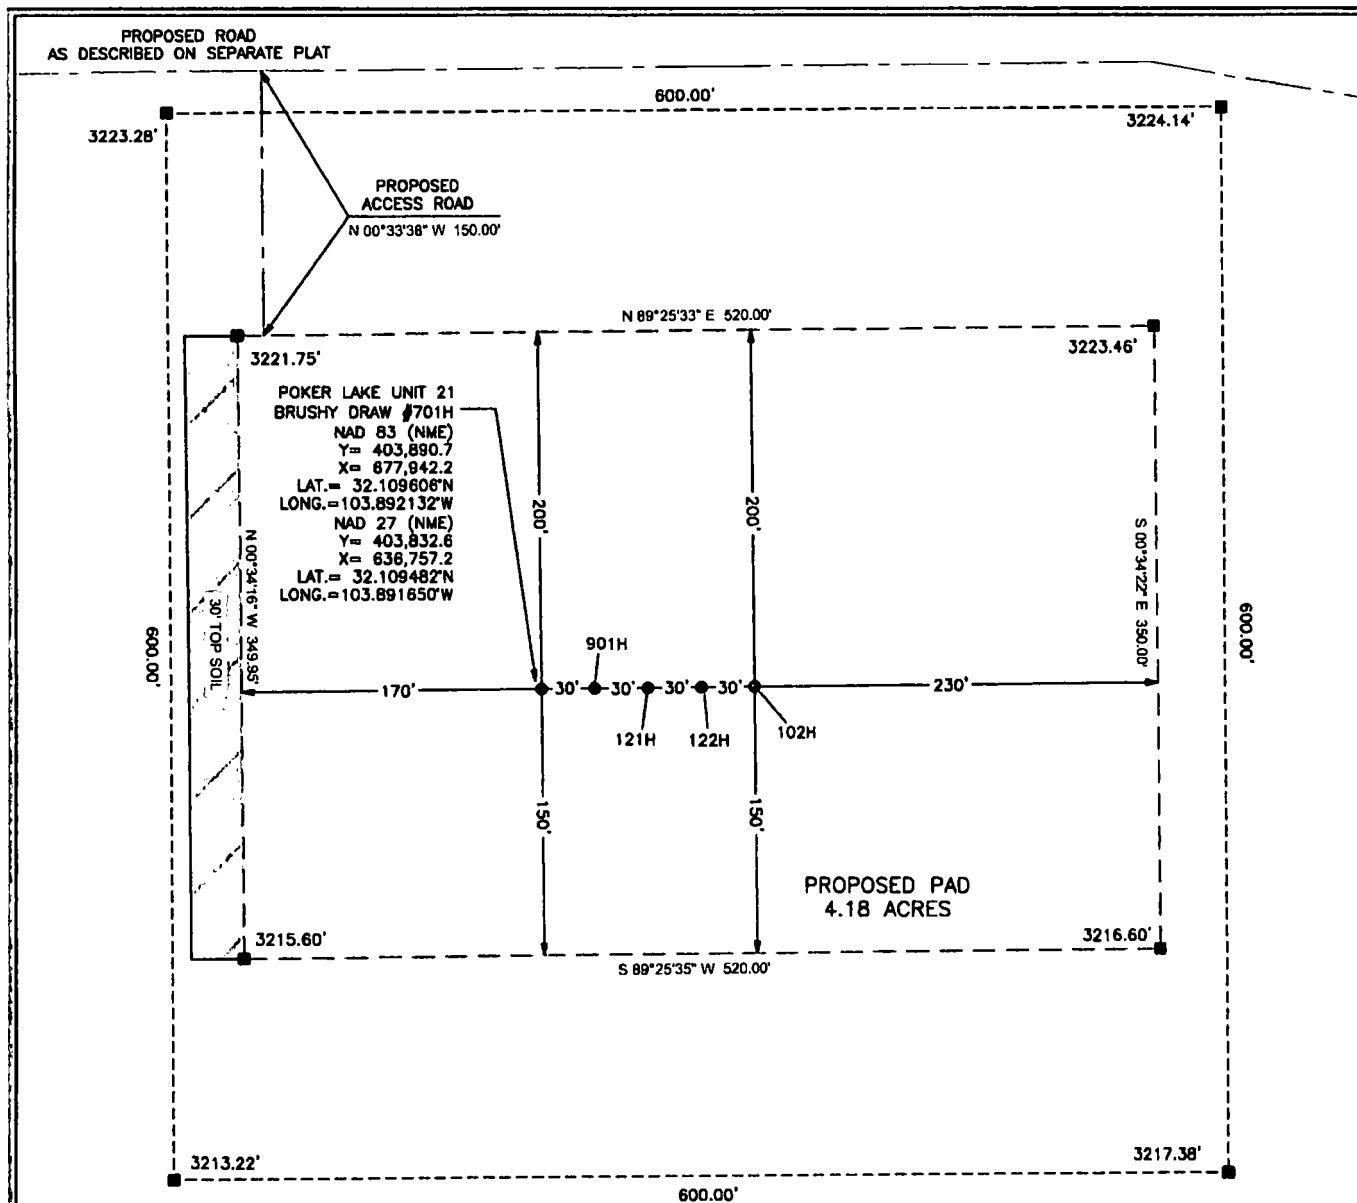 PROPOSED ROAD
AS DESCRIBED ON SEPARATE PLAT
600.00'
3223.28'
3224.14'
PROPOSED
ACCESS ROAD
N 00°33'38" W 150.00'
N 89°25'33" E 520.00'
3221.75'
3223.46'
POKER LAKE UNIT 21
BRUSHY DRAW #701H
NAD 83 (NME)
Y= 403,890.7
X= 677,942.2
LAT.= 32.109606°N
LONG.=103.892132°W
NAD 27 (NME)
Y= 403,832.6
X= 636,757.2
LAT.= 32.109482°N
LONG.=103.891650°W
200'
200'
N 00°34'16" W 349.95'
S 00°34'22" E 350.00'
30' TOP SOIL
600.00'
600.00'
901H
170'
30'
30'
30'
30'
230'
121H
122H
102H
150'
150'
PROPOSED PAD
4.18 ACRES
3215.60'
3216.60'
S 89°25'35" W 520.00'
3213.22'
3217.38'
600.00'